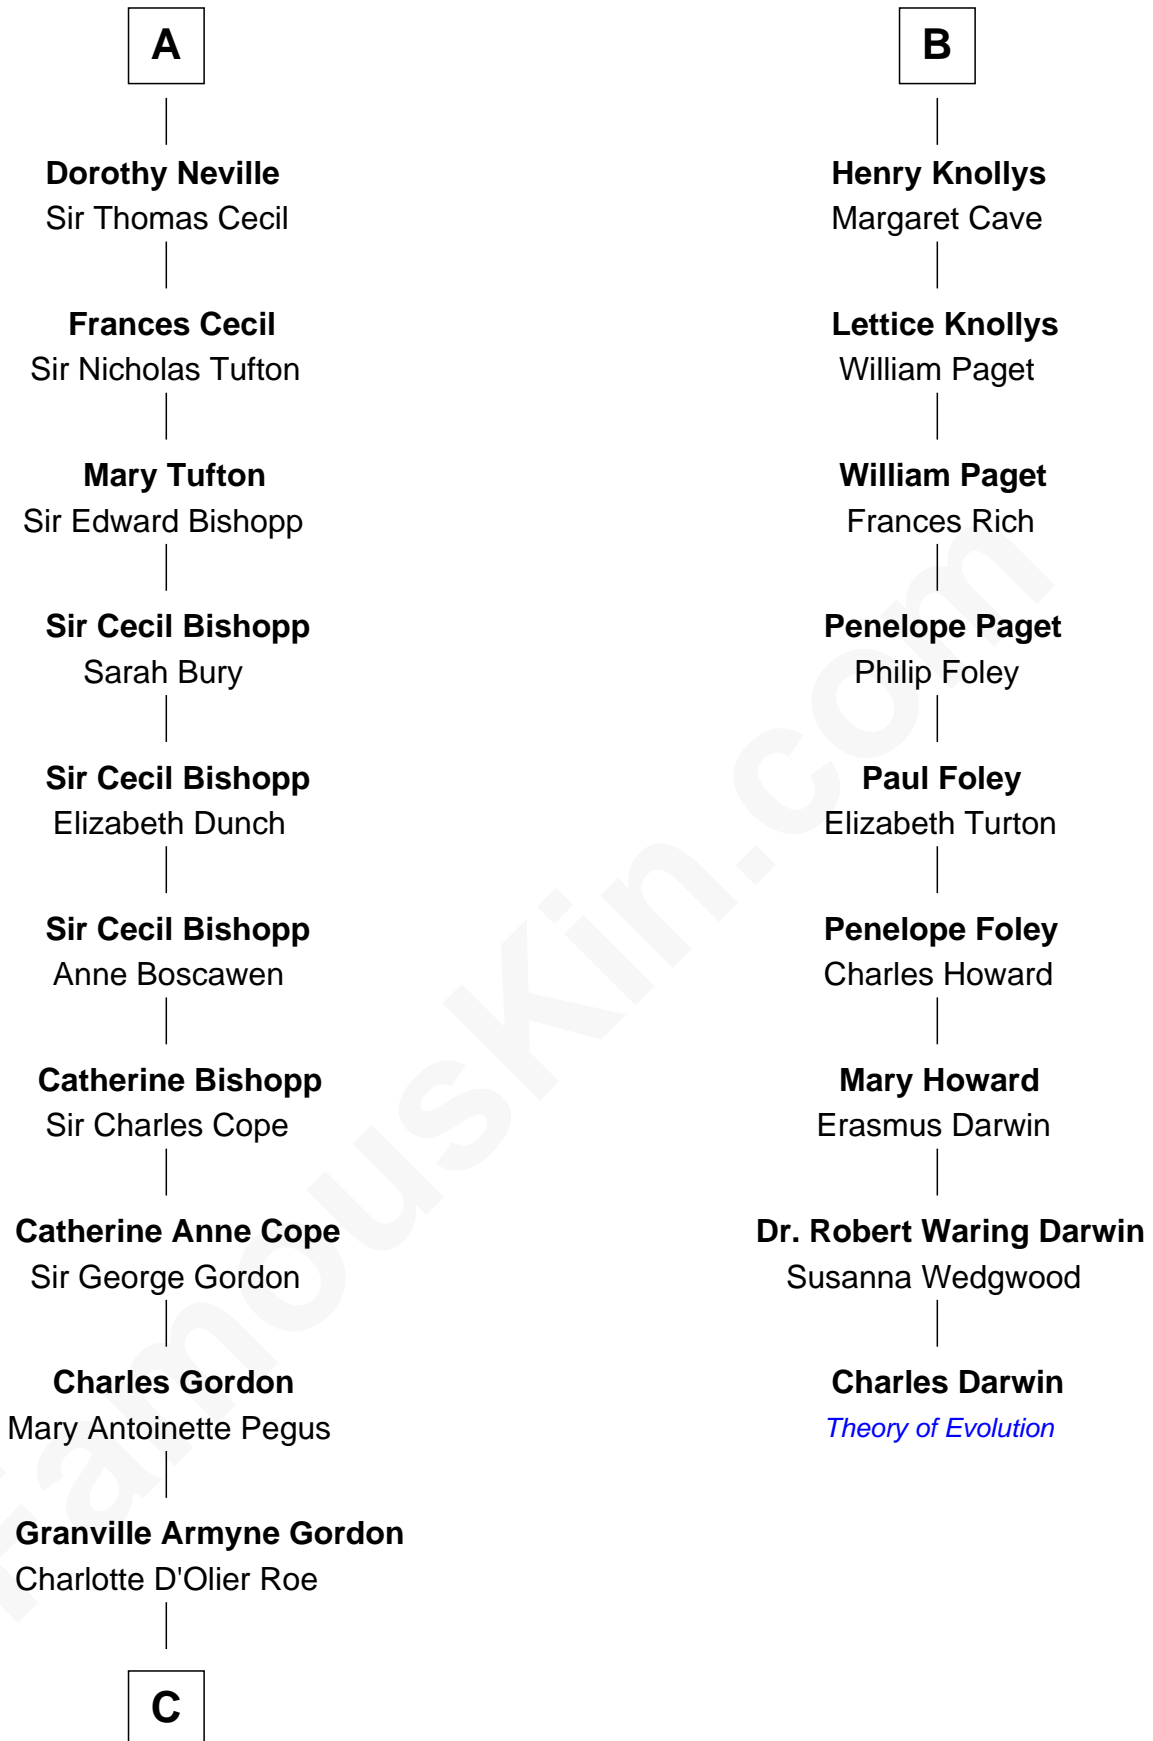 A
Dorothy Neville
Sir Thomas Cecil
Frances Cecil
Sir Nicholas Tufton
Mary Tufton
Sir Edward Bishopp
Sir Cecil Bishopp
Sarah Bury
Sir Cecil Bishopp
Elizabeth Dunch
Sir Cecil Bishopp
Anne Boscawen
Catherine Bishopp
Sir Charles Cope
Catherine Anne Cope
Sir George Gordon
Charles Gordon
Mary Antoinette Pegus
Granville Armyne Gordon
Charlotte D'Olier Roe
C
B
Henry Knollys
Margaret Cave
Lettice Knollys
William Paget
William Paget
Frances Rich
Penelope Paget
Philip Foley
Paul Foley
Elizabeth Turton
Penelope Foley
Charles Howard
Mary Howard
Erasmus Darwin
Dr. Robert Waring Darwin
Susanna Wedgwood
Charles Darwin
Theory of Evolution
FamousKin.com